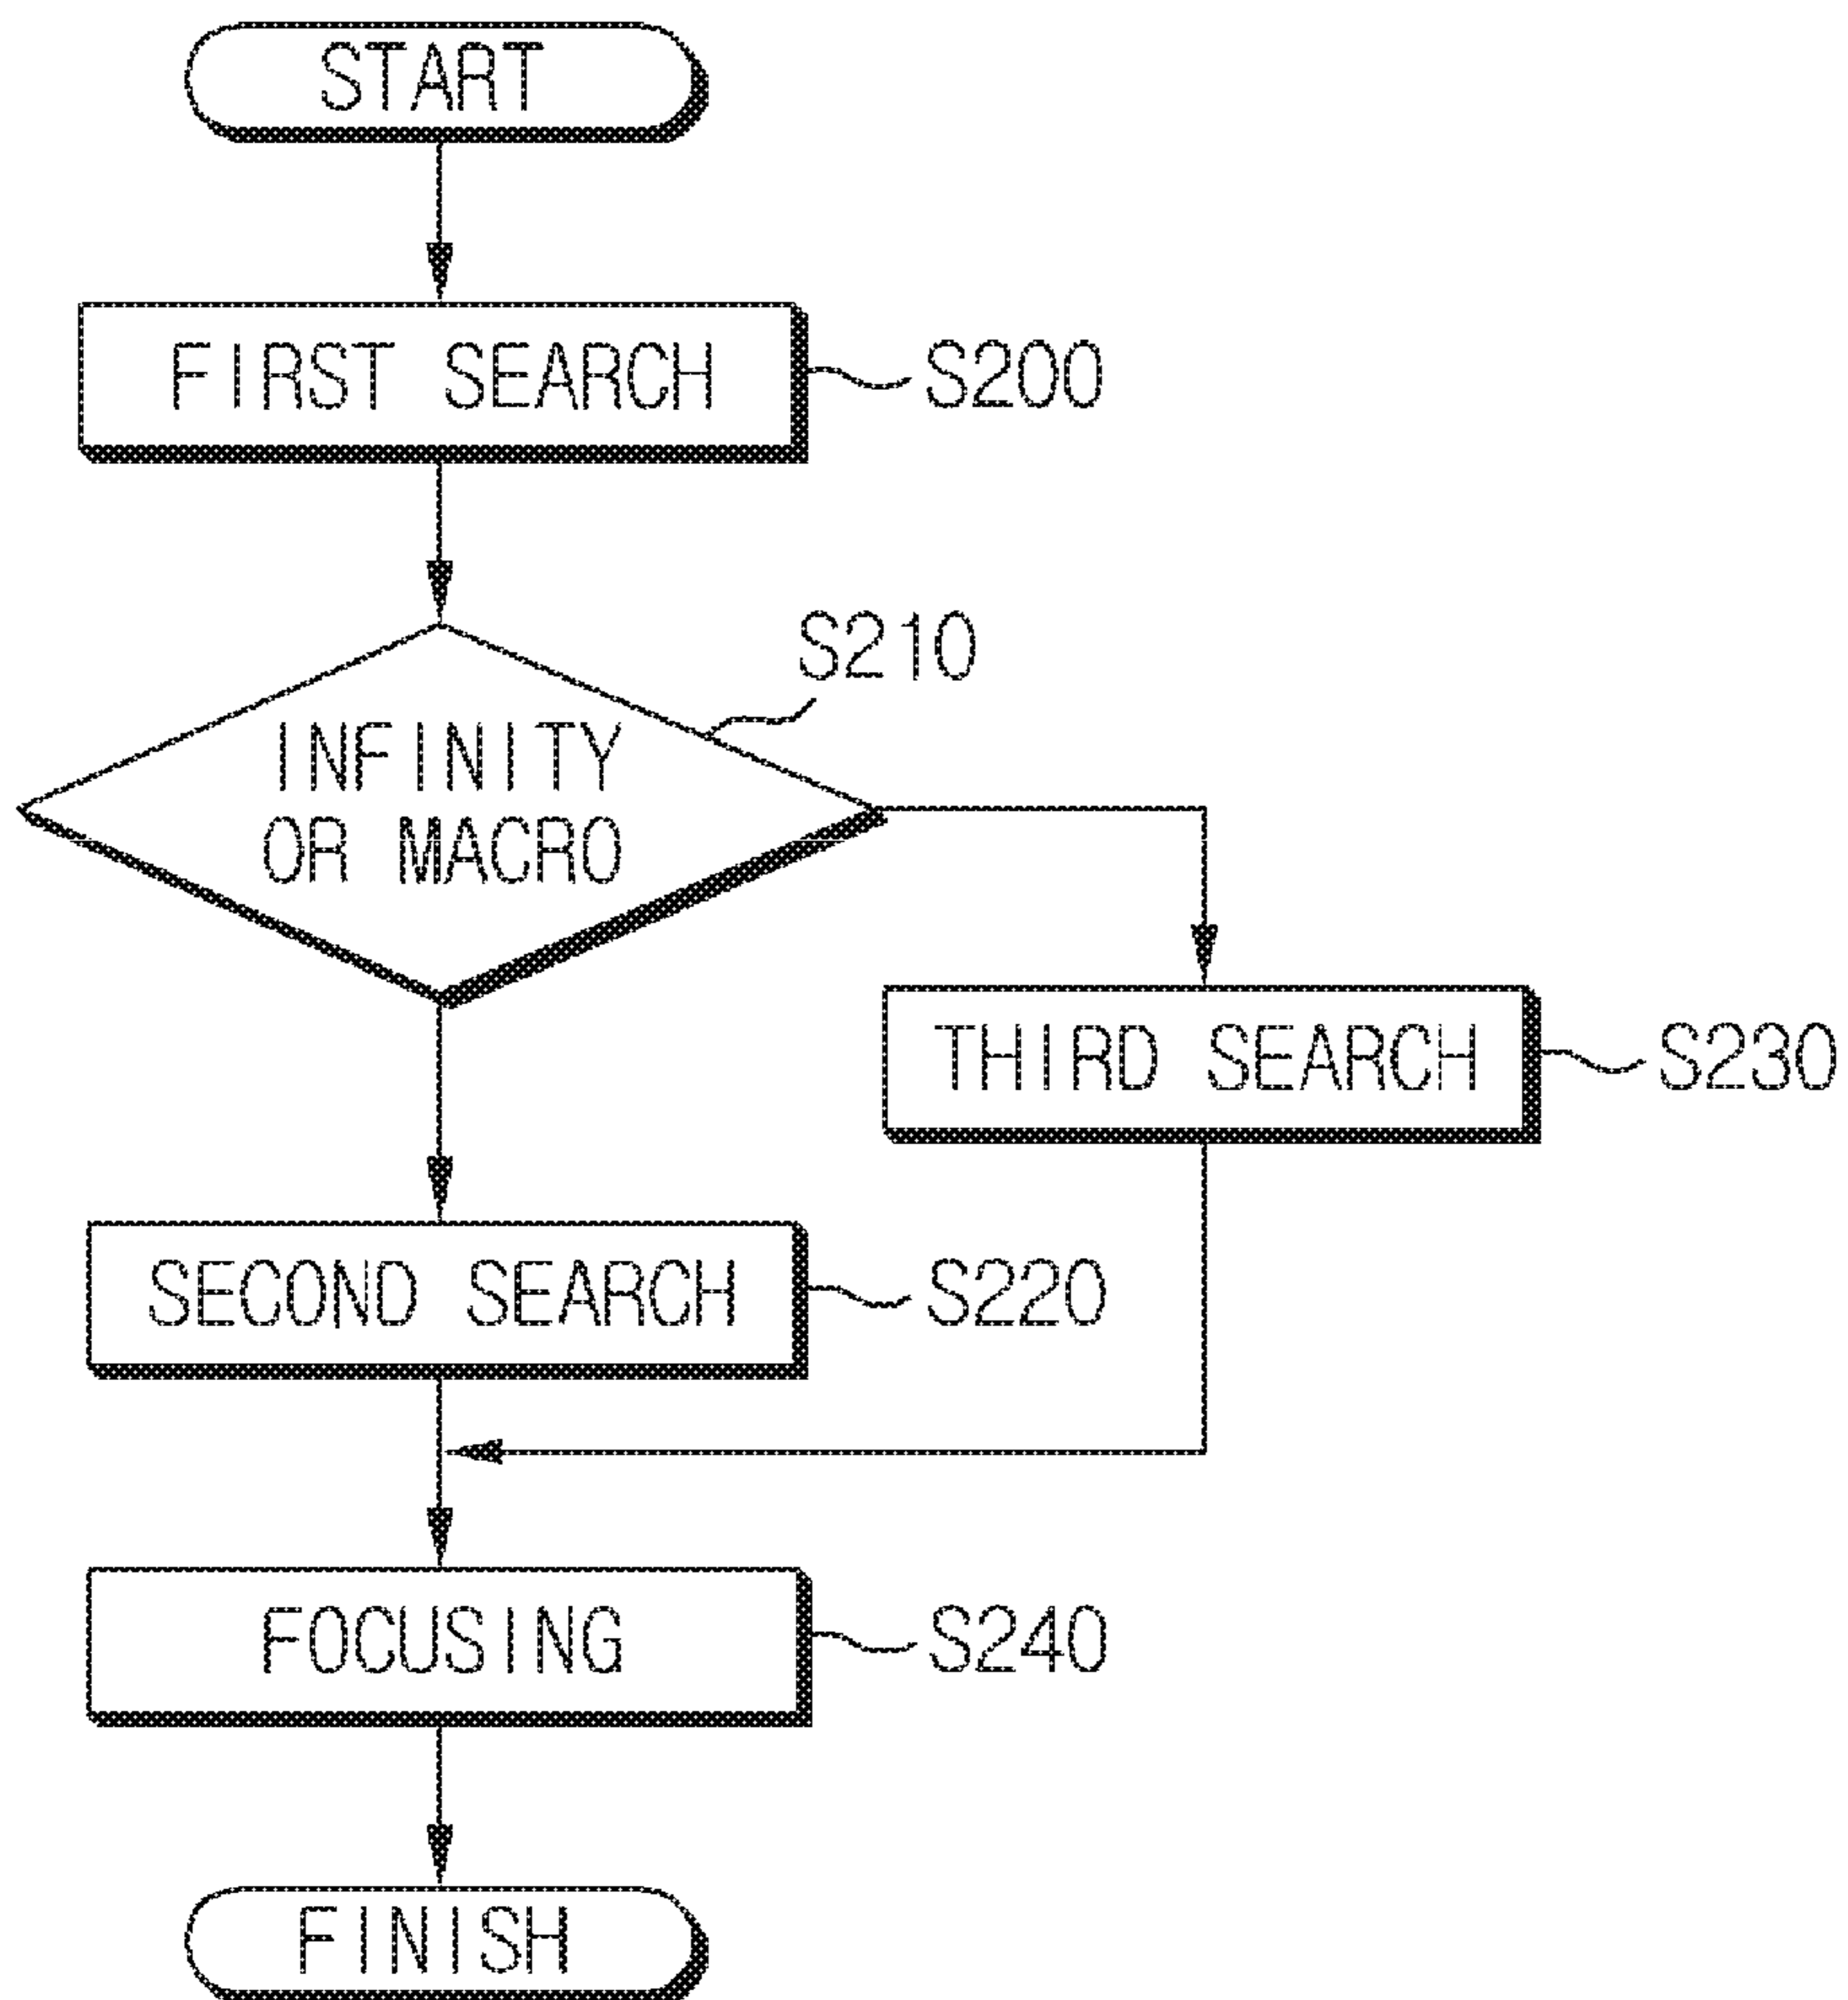 START
FIRST SEARCH
S200
S210
INFINITY
OR MACRO
THIRD SEARCH
S230
SECOND SEARCH
S220
FOCUSING
S240
FINISH